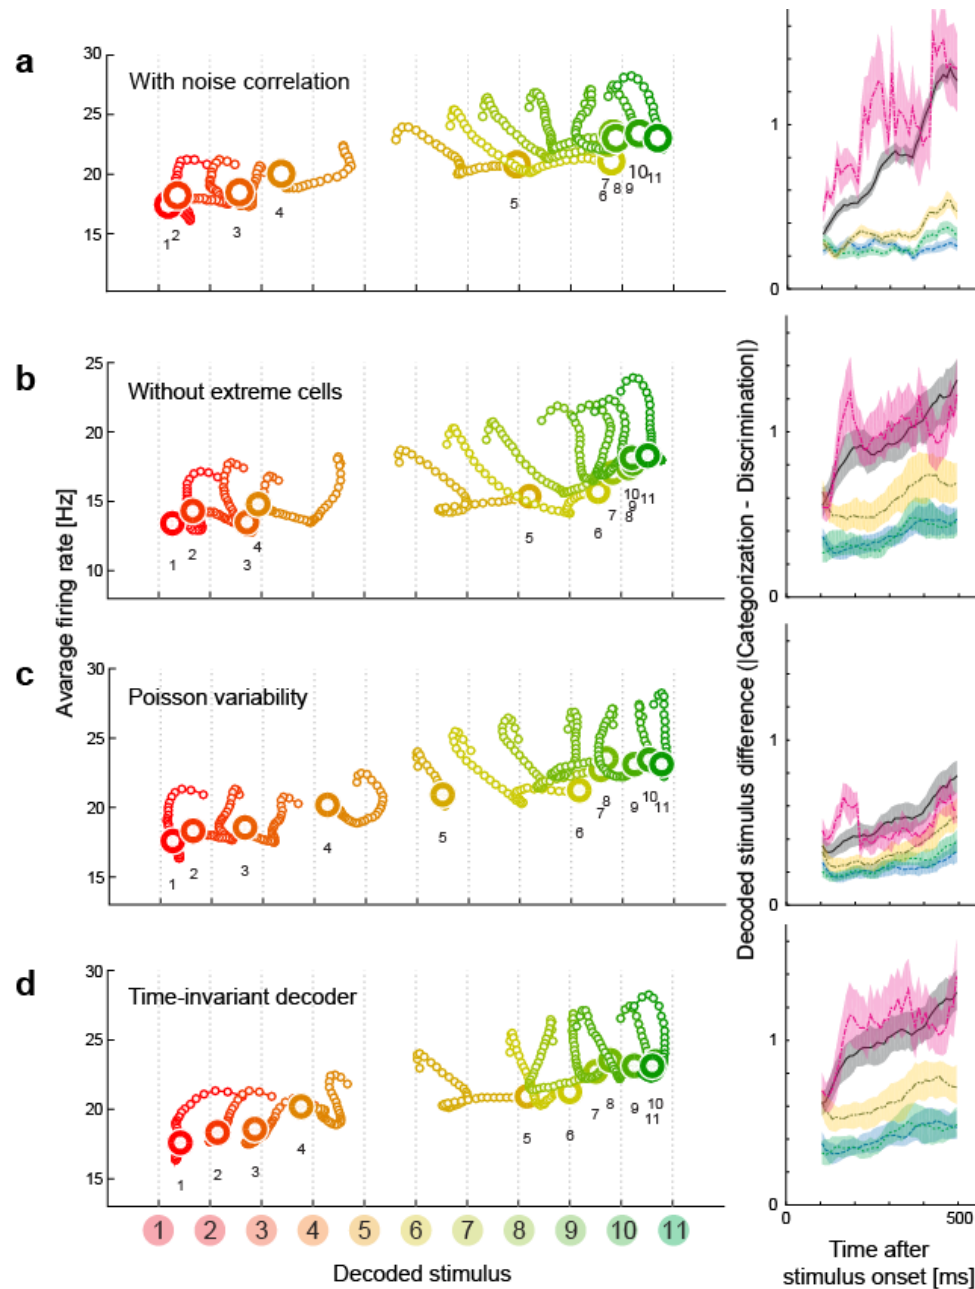 a
With noise correlation
30
25
20
15
1 2 3 4 5 6 7 8 9 10 11
1
0
b
Without extreme cells
25
20
15
10
1 2 3 4 5 6 7 8 9 10 11
1
0
c
Poisson variability
30
25
20
15
1 2 3 4 5 6 7 8 9 10 11
1
0
d
Time-invariant decoder
30
25
20
15
1 2 3 4 5 6 7 8 9 10 11
1
0
Avarage firing rate [Hz]
Decoded stimulus difference (|Categorization - Discrimination|)
1 2 3 4 5 6 7 8 9 10 11
Decoded stimulus
0 500
Time after
stimulus onset [ms]